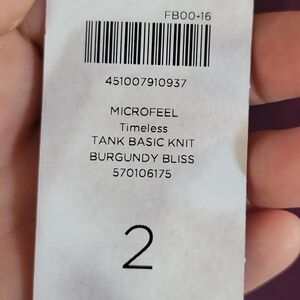 FB00-16
451007910937
MICROFEEL
Timeless
TANK BASIC KNIT
BURGUNDY BLISS
570106175
2